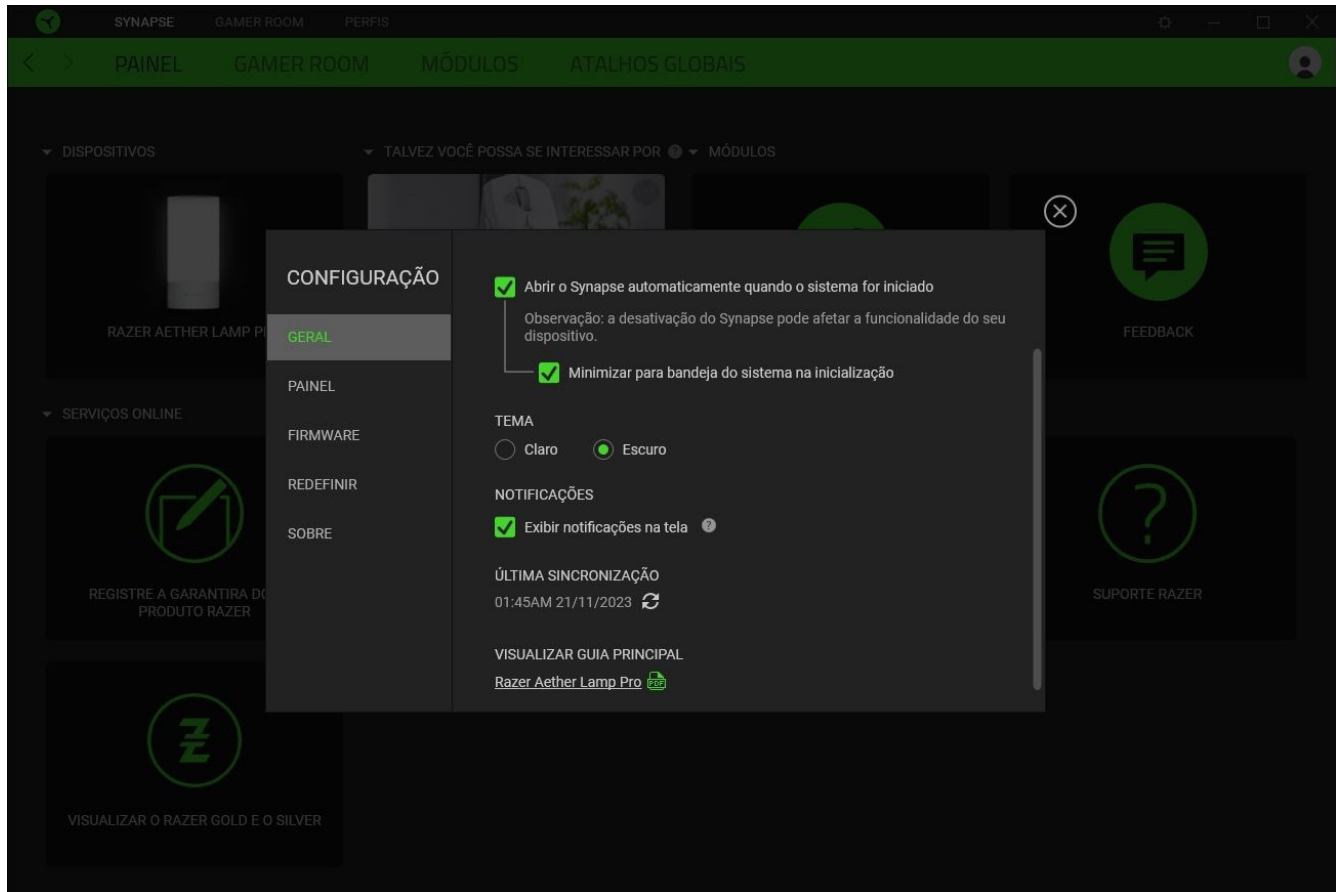 SYNAPSE GAMER ROOM PERFIS
PAINEL GAMER ROOM MÓDULOS ATALHOS GLOBAIS
DISPOSITIVOS
TALVEZ VOCÊ POSSA SE INTERESSAR POR ?
MÓDULOS
RAZER AETHER LAMP
FEEDBACK
SERVIÇOS ONLINE
REGISTRE A GARANTIRA
PRODUTO RAZER
SUPORTE RAZER
VISUALIZAR O RAZER GOLD E O SILVER
CONFIGURAÇÃO
GERAL
PAINEL
FIRMWARE
REDEFINIR
SOBRE
Abrir o Synapse automaticamente quando o sistema for iniciado
Observação: a desativação do Synapse pode afetar a funcionalidade do seu
dispositivo.
Minimizar para bandeja do sistema na inicialização
TEMA
Claro Escuro
NOTIFICAÇÕES
Exibir notificações na tela ?
ÚLTIMA SINCRONIZAÇÃO
01:45AM 21/11/2023
VISUALIZAR GUIA PRINCIPAL
Razer Aether Lamp Pro PDF